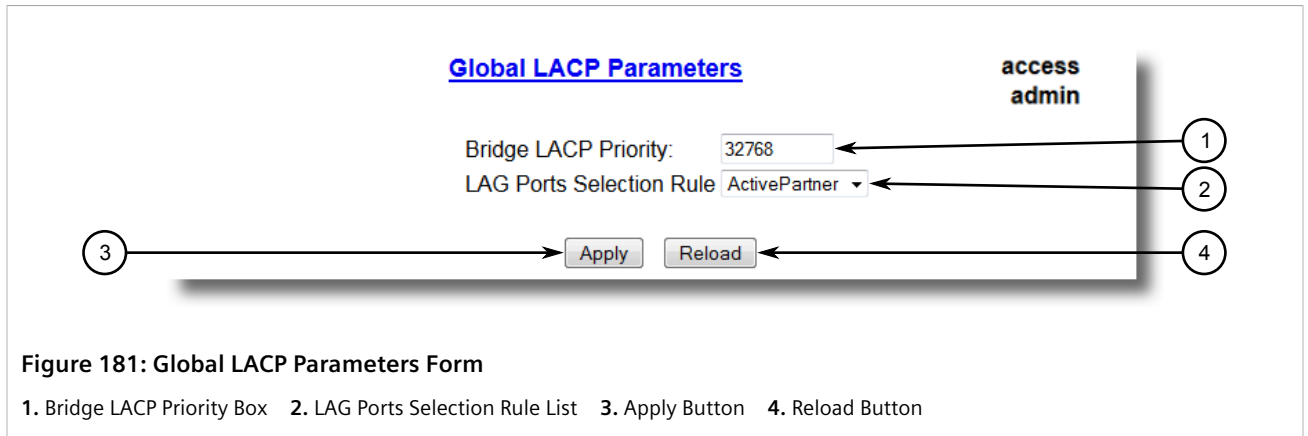 Global LACP Parameters
access
admin
Bridge LACP Priority: 32768
1
LAG Ports Selection Rule ActivePartner
2
3
Apply Reload
4
Figure 181: Global LACP Parameters Form
1. Bridge LACP Priority Box 2. LAG Ports Selection Rule List 3. Apply Button 4. Reload Button